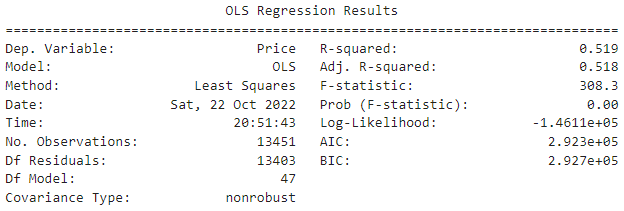 OLS Regression Results
==============================================================================
Dep. Variable: Price R-squared: 0.519
Model: OLS Adj. R-squared: 0.518
Method: Least Squares F-statistic: 308.3
Date: Sat, 22 Oct 2022 Prob (F-statistic): 0.00
Time: 20:51:43 Log-Likelihood: -1.4611e+05
No. Observations: 13451 AIC: 2.923e+05
Df Residuals: 13403 BIC: 2.927e+05
Df Model: 47
Covariance Type: nonrobust